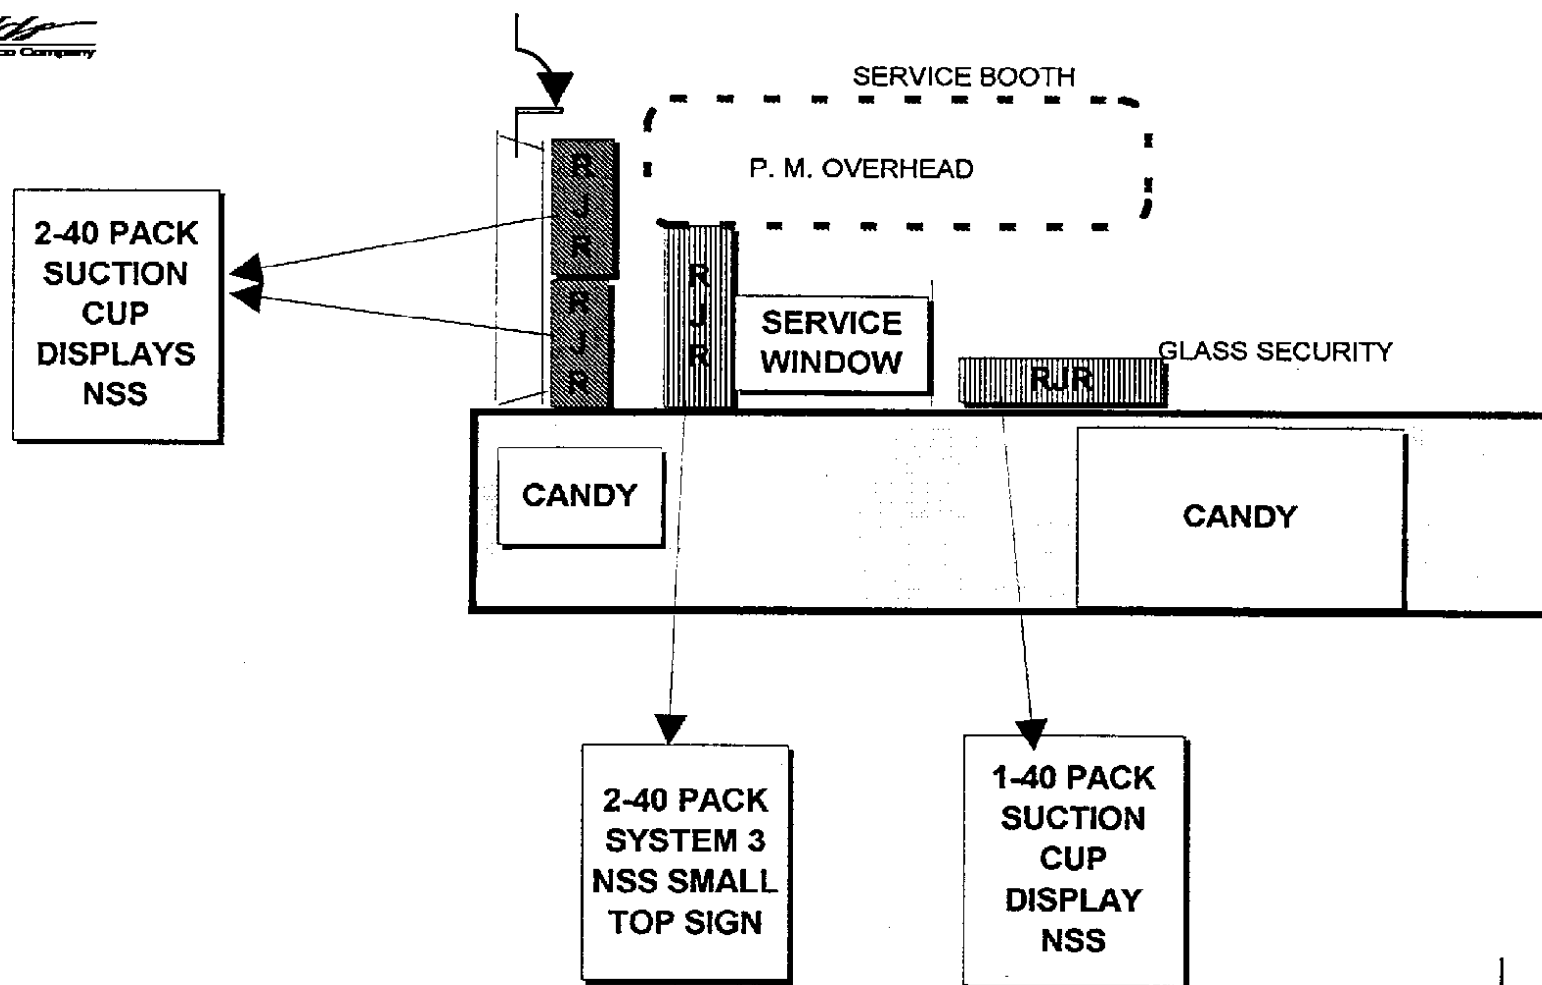 Company
SERVICE BOOTH
P. M. OVERHEAD
2-40 PACK
SUCTION
CUP
DISPLAYS
NSS
R
J
R
R
J
R
R
J
R
SERVICE
WINDOW
GLASS SECURITY
RJR
CANDY
CANDY
2-40 PACK
SYSTEM 3
NSS SMALL
TOP SIGN
1-40 PACK
SUCTION
CUP
DISPLAY
NSS